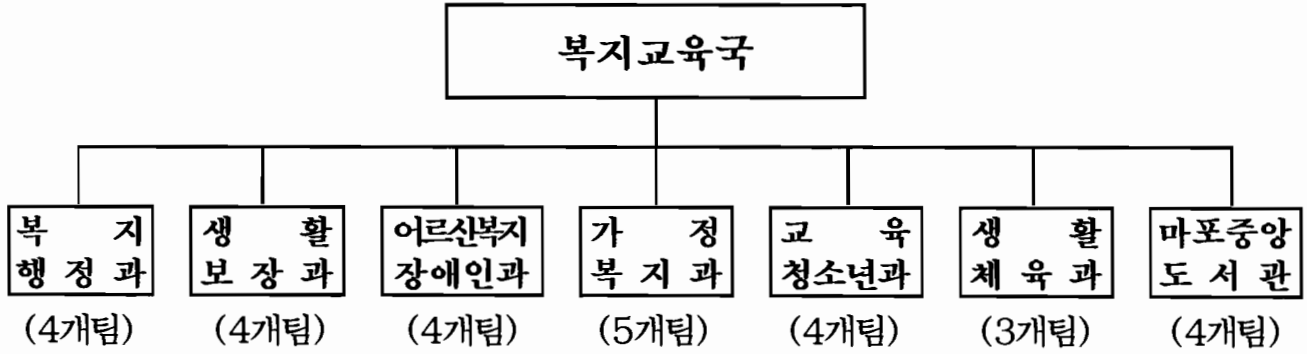 복지교육국
복 지
행 정 과
(4개팀)
생 활
보 장 과
(4개팀)
어르신복지
장애인과
(4개팀)
가 정
복 지 과
(5개팀)
교 육
청소년과
(4개팀)
생 활
체 육 과
(3개팀)
마포중앙
도 서 관
(4개팀)